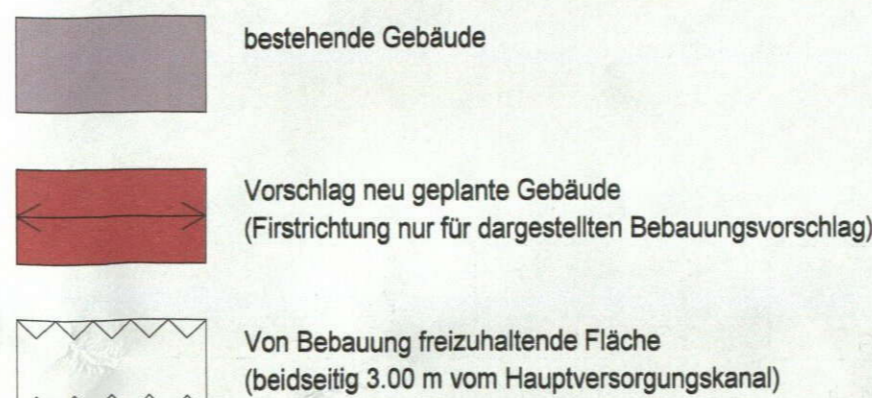 bestehende Gebäude
Vorschlag neu geplante Gebäude
(Firstrichtung nur für dargestellten Bebauungsvorschlag)
Von Bebauung freizuhaltende Fläche
(beidseitig 3.00 m vom Hauptversorgungskanal)